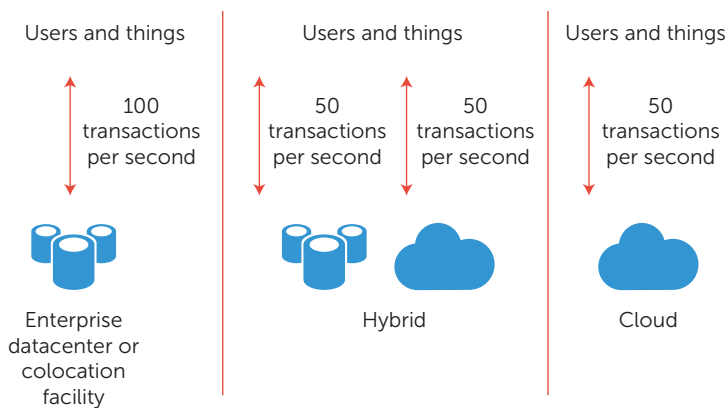 Users and things
100
transactions
per second
Enterprise
datacenter or
colocation
facility
Users and things
50
transactions
per second
50
transactions
per second
Hybrid
Users and things
50
transactions
per second
Cloud